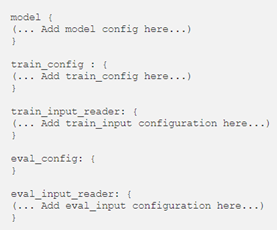 model {
(... Add model config here...)
}
train_config : {
(... Add train_config here...)
}
train_input_reader: {
(... Add train_input configuration here...)
}
eval_config: {
}
eval_input_reader: {
(... Add eval_input configuration here...)
}